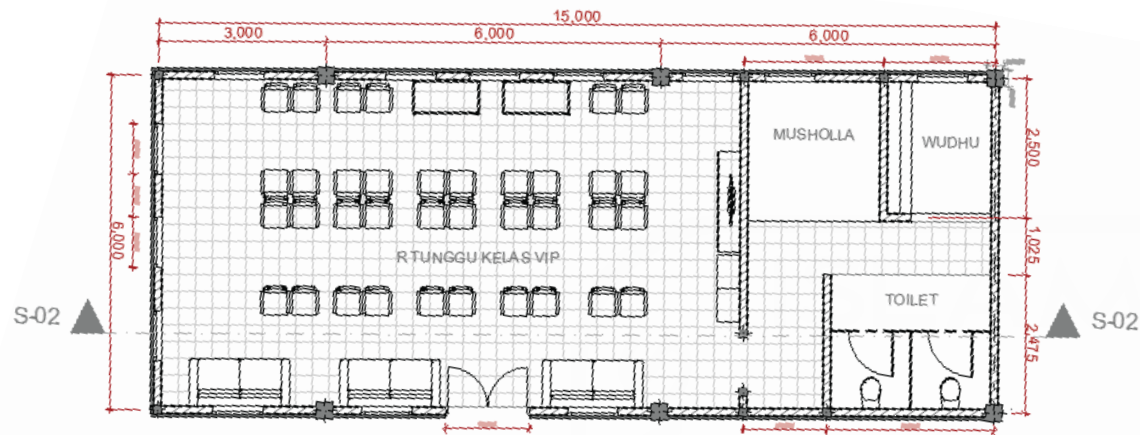 15,000
3,000
6,000
6,000
MUSHOLLA
WUDHU
2,500
6,000
R TUNGGU KELAS VIP
1,025
TOILET
S-02
S-02
2,475